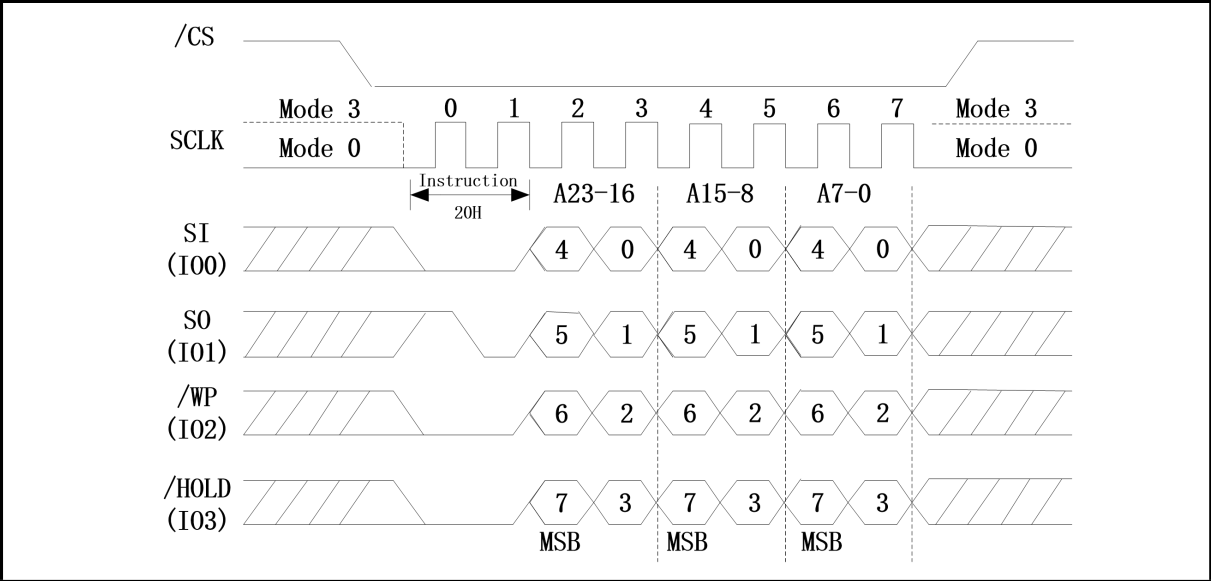 /CS
Mode 3 0 1 2 3 4 5 6 7 Mode 3
SCLK
Mode 0 Mode 0
Instruction
A23-16 A15-8 A7-0
20H
SI
(IO0)
4 0 4 0 4 0
SO
(IO1)
5 1 5 1 5 1
/WP
(IO2)
6 2 6 2 6 2
/HOLD
(IO3)
7 3 7 3 7 3
MSB MSB MSB